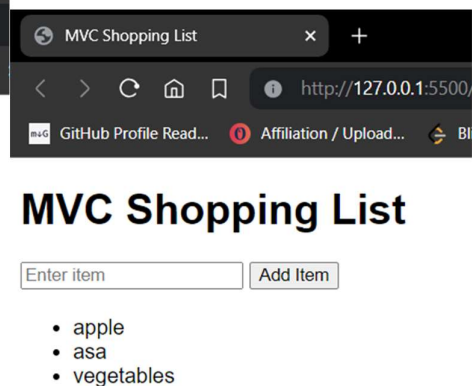 MVC Shopping List
http://127.0.0.1:5500/
m↓G GitHub Profile Read... Affiliation / Upload... Bl
MVC Shopping List
Enter item Add Item
apple
asa
vegetables